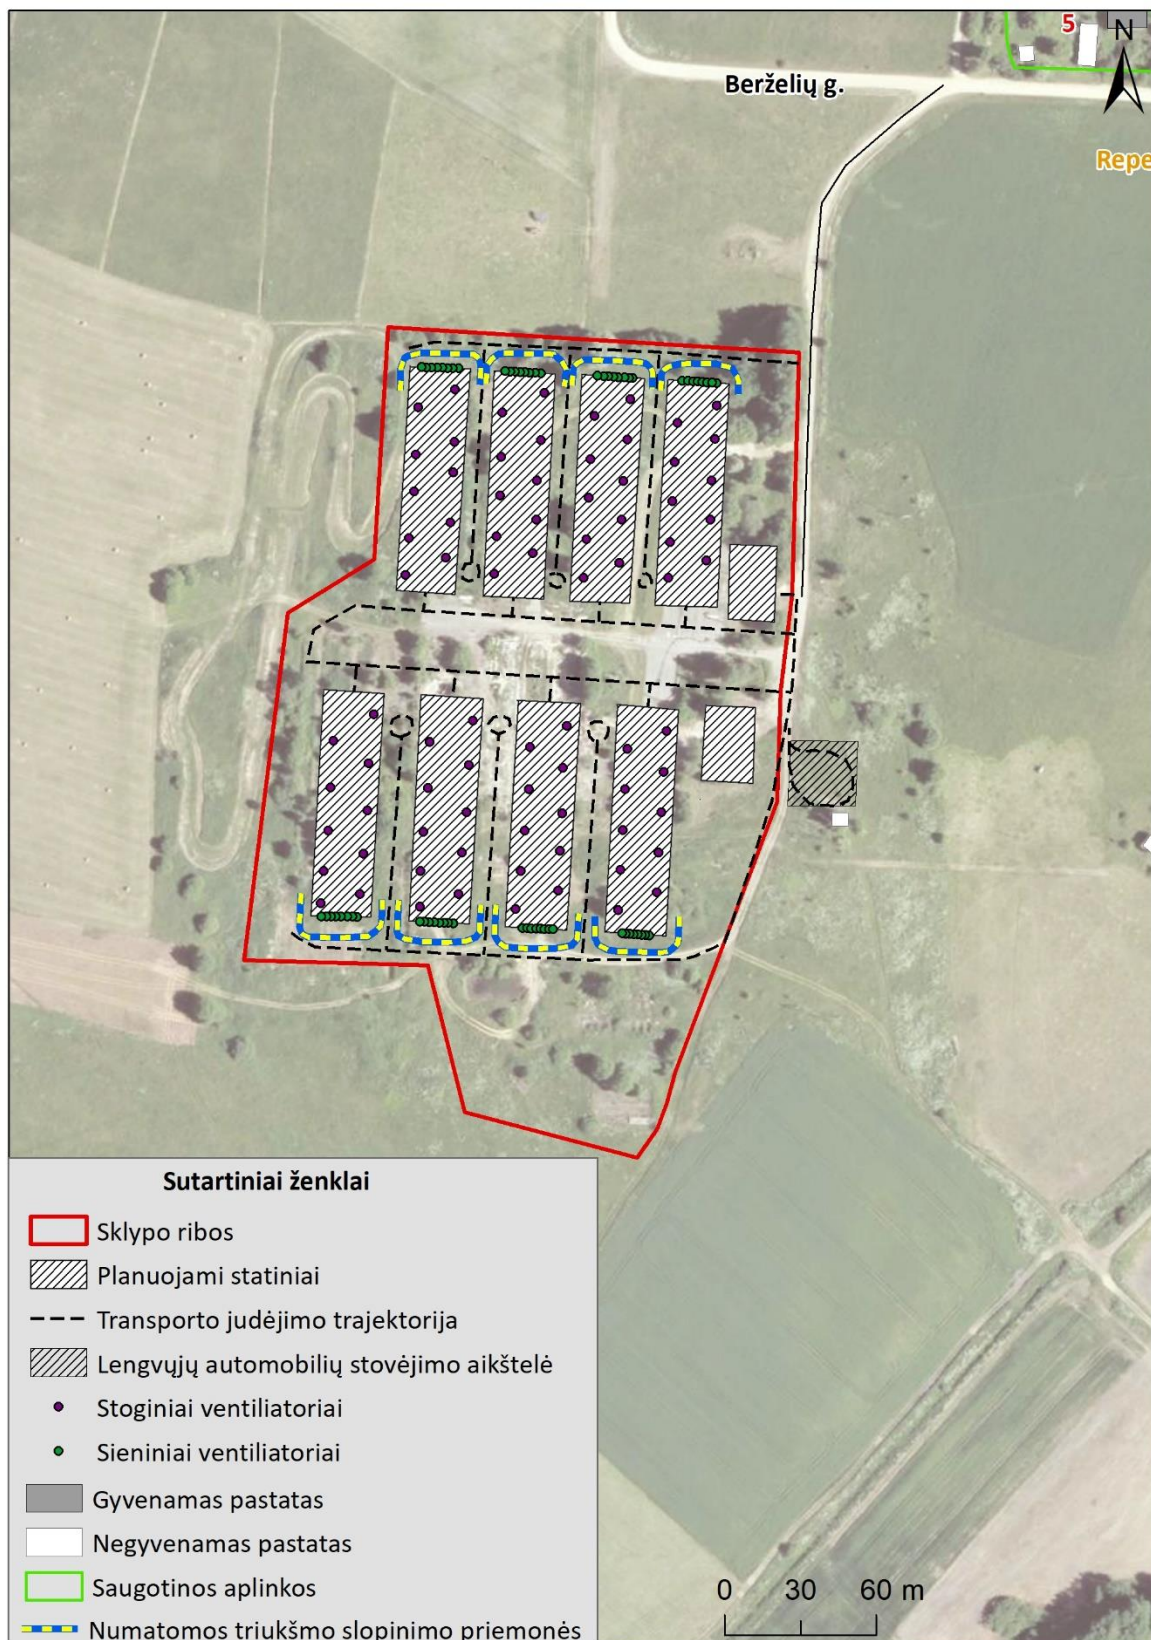 5
N
Berželių g.
Repe
Sutartiniai ženklai
Sklypo ribos
Planuojami statiniai
Transporto judėjimo trajektorija
Lengvųjų automobilių stovėjimo aikštelė
Stoginiai ventiliatoriai
Sieniniai ventiliatoriai
Gyvenamas pastatas
Negyvenamas pastatas
Saugotinos aplinkos
Numatomos triukšmo slopinimo priemonės
0 30 60 m